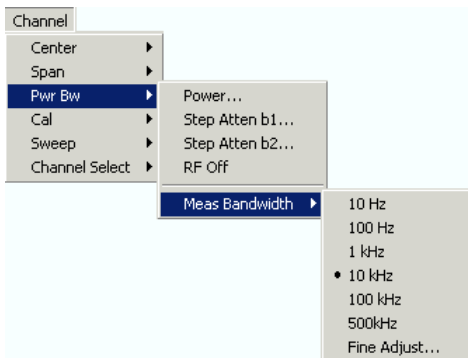 Channel
Center
Span
Pwr Bw
Cal
Sweep
Channel Select
Power...
Step Atten b1...
Step Atten b2...
RF Off
Meas Bandwidth
10 Hz
100 Hz
1 kHz
10 kHz
100 kHz
500kHz
Fine Adjust...